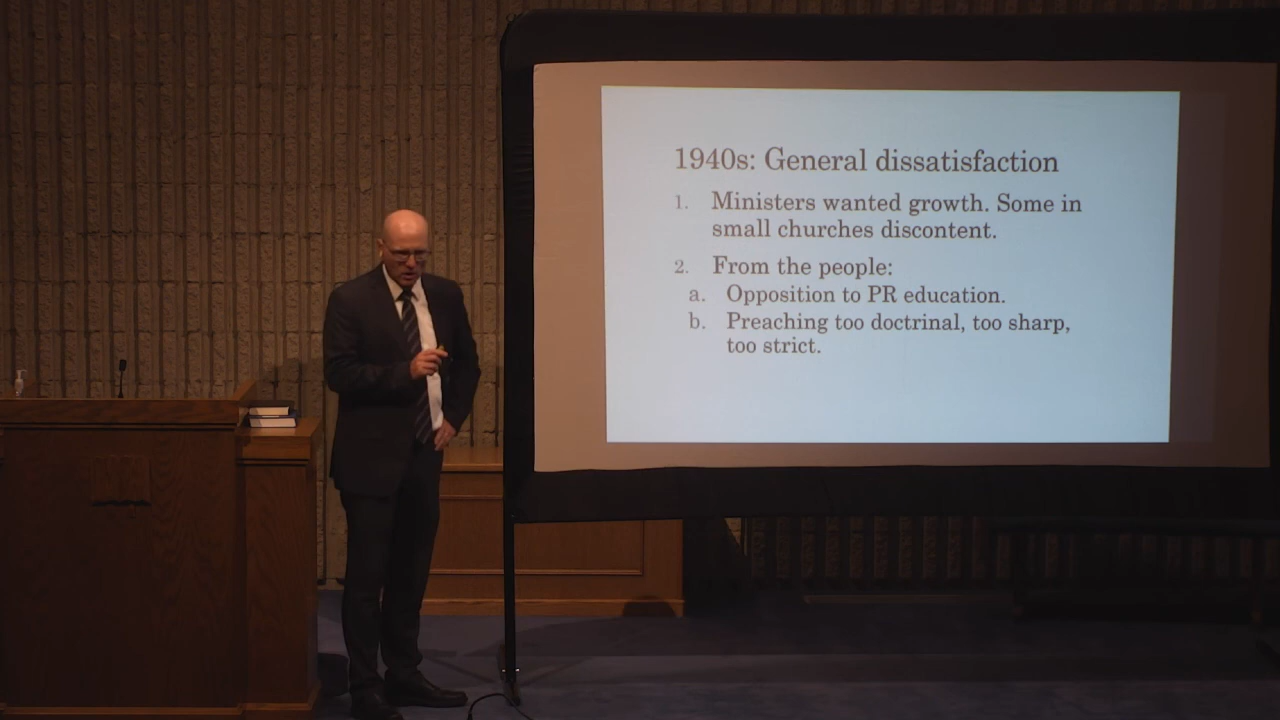 1940s: General dissatisfaction
1. Ministers wanted growth. Some in
small churches discontent.
2. From the people:
a. Opposition to PR education.
b. Preaching too doctrinal, too sharp,
too strict.